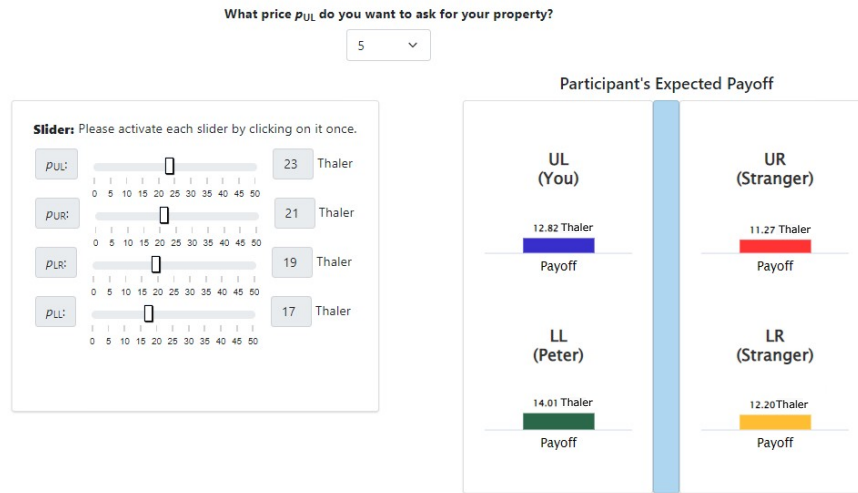 What price pUL do you want to ask for your property?
5
Participant's Expected Payoff
Slider: Please activate each slider by clicking on it once.
pUL: 23 Thaler
0 5 10 15 20 25 30 35 40 45 50
pUR: 21 Thaler
0 5 10 15 20 25 30 35 40 45 50
pLR: 19 Thaler
0 5 10 15 20 25 30 35 40 45 50
pLL: 17 Thaler
0 5 10 15 20 25 30 35 40 45 50
UL
(You)
12.82 Thaler
Payoff
UR
(Stranger)
11.27 Thaler
Payoff
LL
(Peter)
14.01 Thaler
Payoff
LR
(Stranger)
12.20Thaler
Payoff